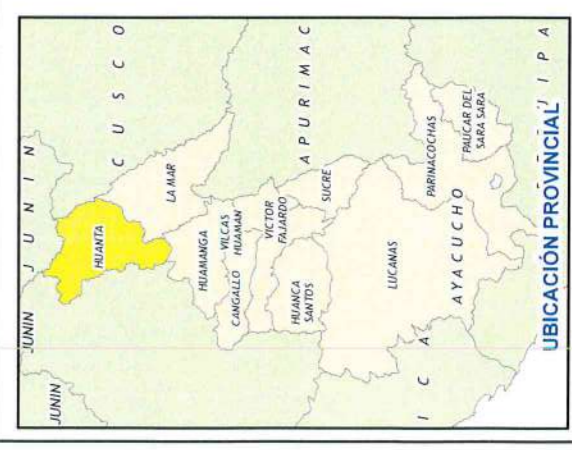 J U N I N
JUNIN
JUNIN
C U S C O
HUANTA
LA MAR
HUAMANGA
VILCAS
HUAMAN
CANGALLO
VICTOR
FAJARDO
A P U R I M A C
SUCRE
HUANCA
SANTOS
LUCANAS
I C A
A Y A C U C H O
PARINACOCHAS
PAUCAR DEL
SARA SARA
I P A
UBICACIÓN PROVINCIAL